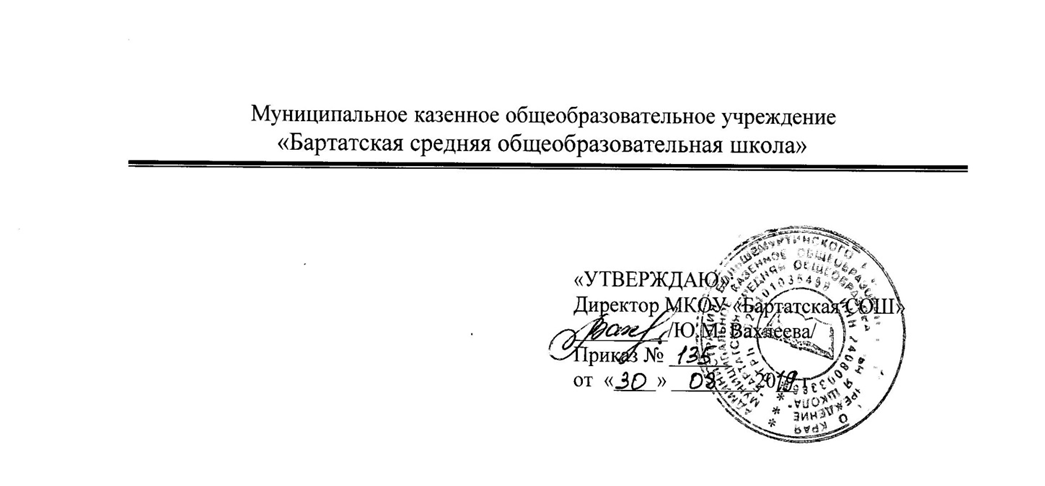 Муниципальное казенное общеобразовательное учреждение
«Бартатская средняя общеобразовательная школа»
«УТВЕРЖДАЮ»
Директор МКОУ «Бартатская СОШ»
/Ю.М. Вахлеева/
Приказ № 135
от «30» 08 2019 г.